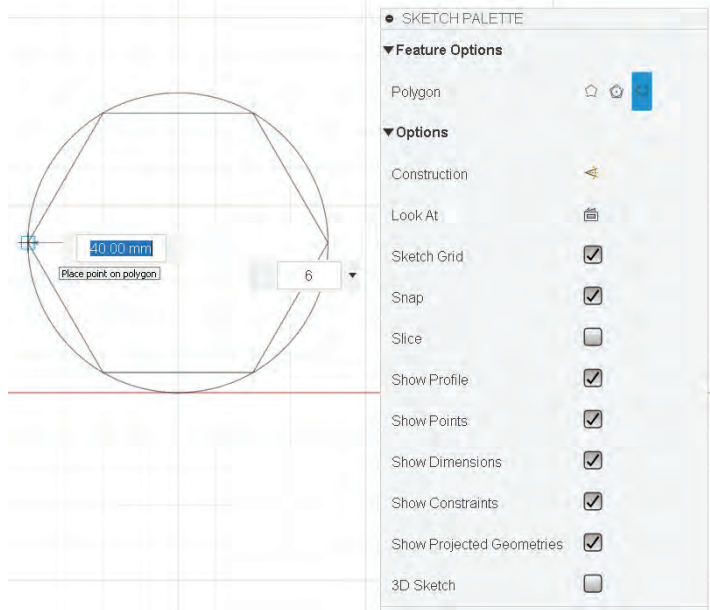 SKETCH PALETTE
Feature Options
Polygon
Options
Construction
Look At
40.00 mm
Place point on polygon
Sketch Grid
6
Snap
Slice
Show Profile
Show Points
Show Dimensions
Show Constraints
Show Projected Geometries
3D Sketch